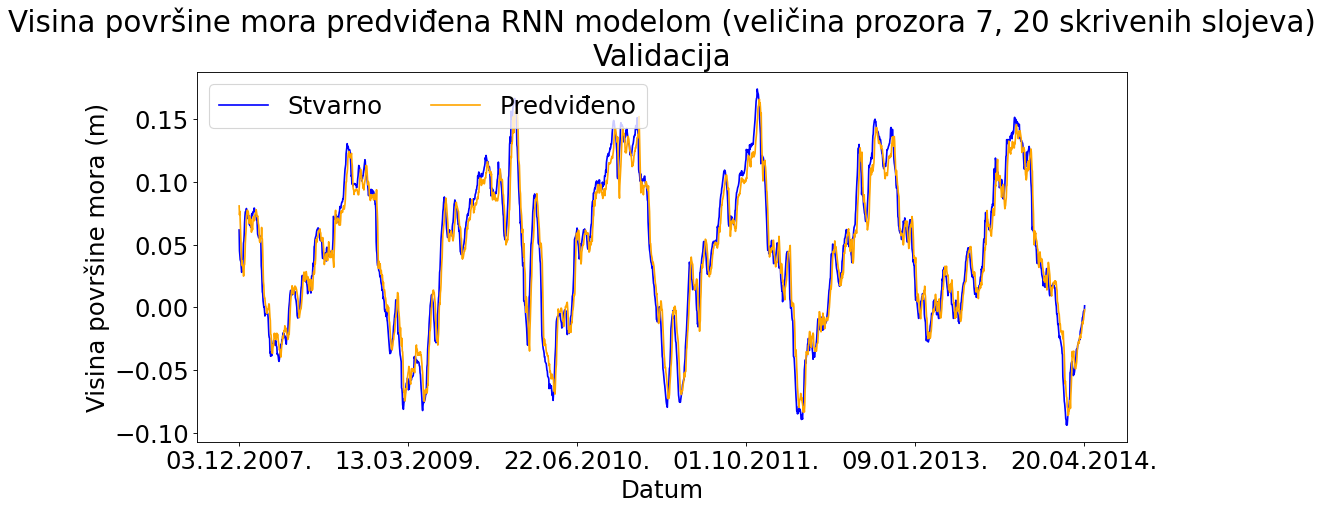 Visina površine mora predviđena RNN modelom (veličina prozora 7, 20 skrivenih slojeva)
Validacija
Stvarno
Predviđeno
Visina površine mora (m)
0.15
0.10
0.05
0.00
−0.05
−0.10
03.12.2007.
13.03.2009.
22.06.2010.
01.10.2011.
09.01.2013.
20.04.2014.
Datum